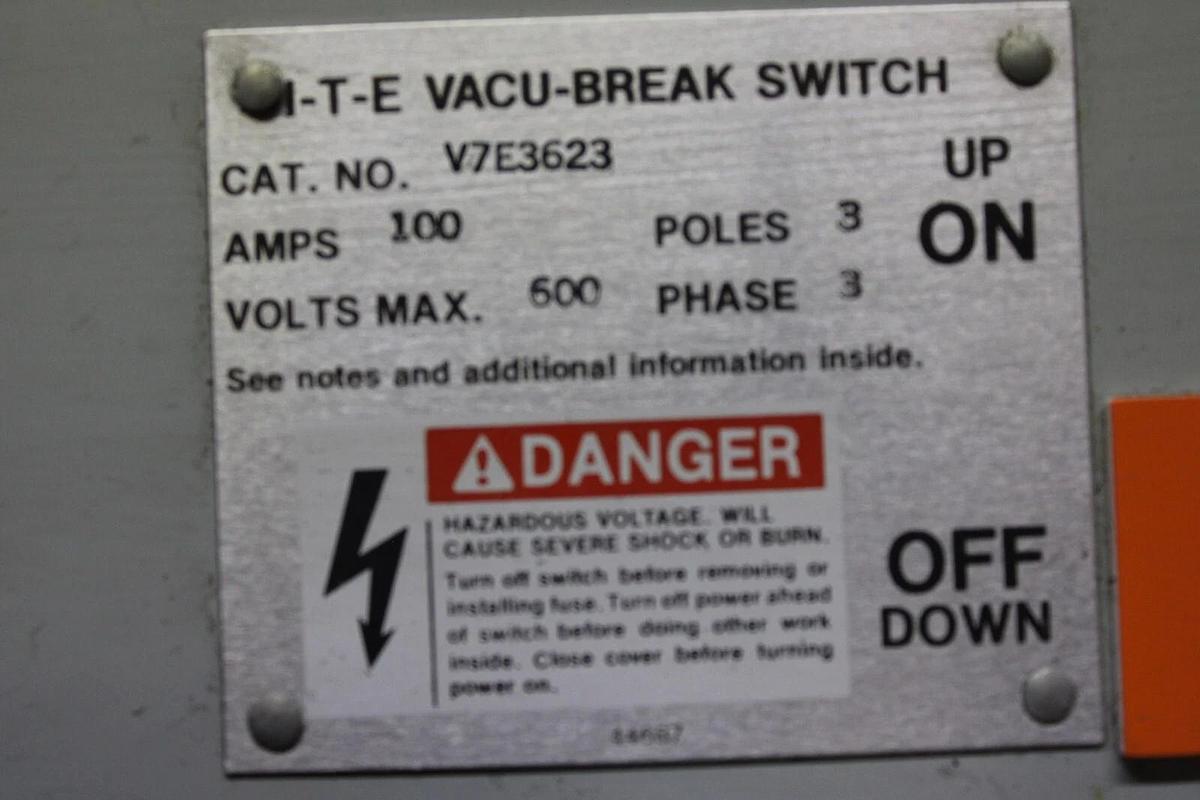 I-T-E VACU-BREAK SWITCH
CAT. NO. V7E3623
UP
AMPS 100 POLES 3
ON
VOLTS MAX. 600 PHASE 3
See notes and additional information inside.
DANGER
HAZARDOUS VOLTAGE. WILL
CAUSE SEVERE SHOCK OR BURN.
Turn off switch before removing or
installing fuse. Turn off power ahead
of switch before doing other work
inside. Close cover before turning
power on.
OFF
DOWN